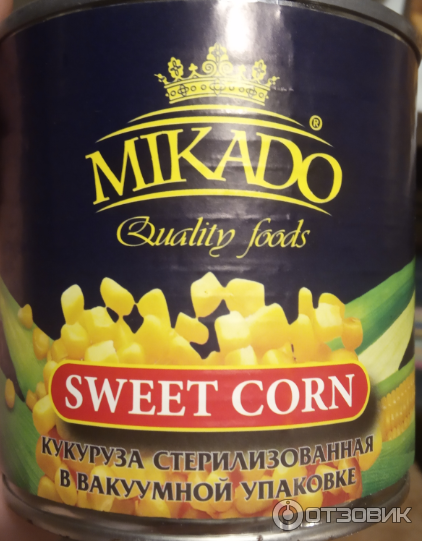 MIKADO®
Quality foods
SWEET CORN
КУКУРУЗА СТЕРИЛИЗОВАННАЯ
В ВАКУУМНОЙ УПАКОВКЕ
ОТЗОВИК